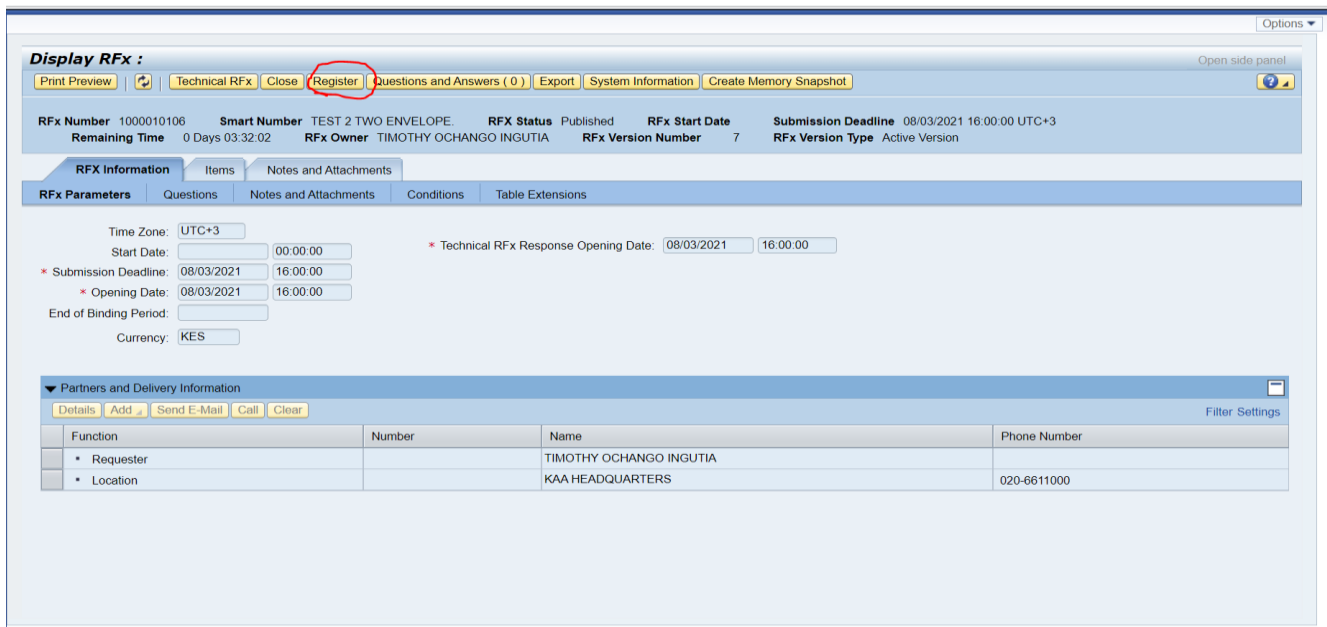 Options
Display RFx :
Open side panel
Print Preview Technical RFx Close Register Questions and Answers ( 0 ) Export System Information Create Memory Snapshot
RFx Number 1000010106 Smart Number TEST 2 TWO ENVELOPE. RFX Status Published RFx Start Date Submission Deadline 08/03/2021 16:00:00 UTC+3
Remaining Time 0 Days 03:32:02 RFx Owner TIMOTHY OCHANGO INGUTIA RFx Version Number 7 RFx Version Type Active Version
RFX Information Items Notes and Attachments
RFx Parameters Questions Notes and Attachments Conditions Table Extensions
Time Zone: UTC+3
Start Date: 00:00:00 * Technical RFx Response Opening Date: 08/03/2021 16:00:00
* Submission Deadline: 08/03/2021 16:00:00
* Opening Date: 08/03/2021 16:00:00
End of Binding Period:
Currency: KES
Partners and Delivery Information
Details Add Send E-Mail Call Clear Filter Settings
Function Number Name Phone Number
Requester TIMOTHY OCHANGO INGUTIA
Location KAA HEADQUARTERS 020-6611000